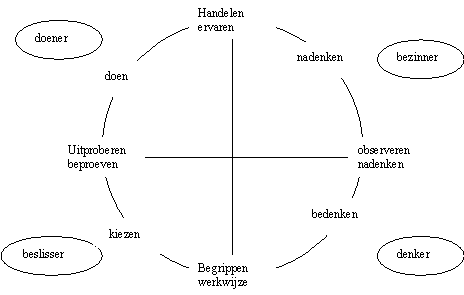 Handelen
ervaren
doener
nadenken
bezinner
doen
Uitproberen
beproeven
observeren
nadenken
bedenken
kiezen
beslisser
denker
Begrippen
werkwijze